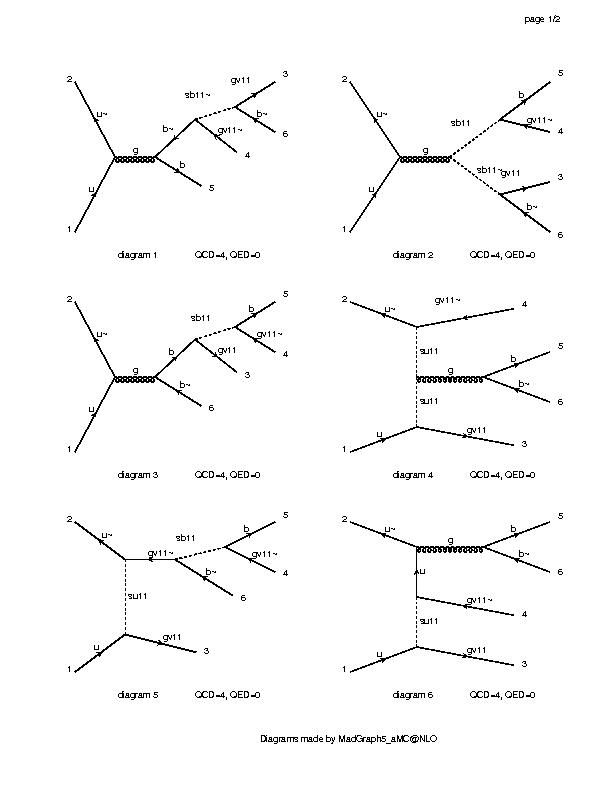 page 1/2
2 u~ g u 1 b~ sb11~ gv11 3 b~ 6 gv11~ 4 b 5
diagram 1 QCD=4, QED=0
2 u~ g u 1 sb11 b 5 gv11~ 4 sb11~ gv11 3 b~ 6
diagram 2 QCD=4, QED=0
2 u~ g u 1 b sb11 b 5 gv11~ 4 gv11 3 b~ 6
diagram 3 QCD=4, QED=0
2 u~ gv11~ 4 su11 g b 5 b~ 6 su11 u 1 gv11 3
diagram 4 QCD=4, QED=0
2 u~ gv11~ sb11 b 5 gv11~ 4 b~ 6 su11 u 1 gv11 3
diagram 5 QCD=4, QED=0
2 u~ g b 5 b~ 6 u gv11~ 4 su11 u 1 gv11 3
diagram 6 QCD=4, QED=0
Diagrams made by MadGraph5_aMC@NLO